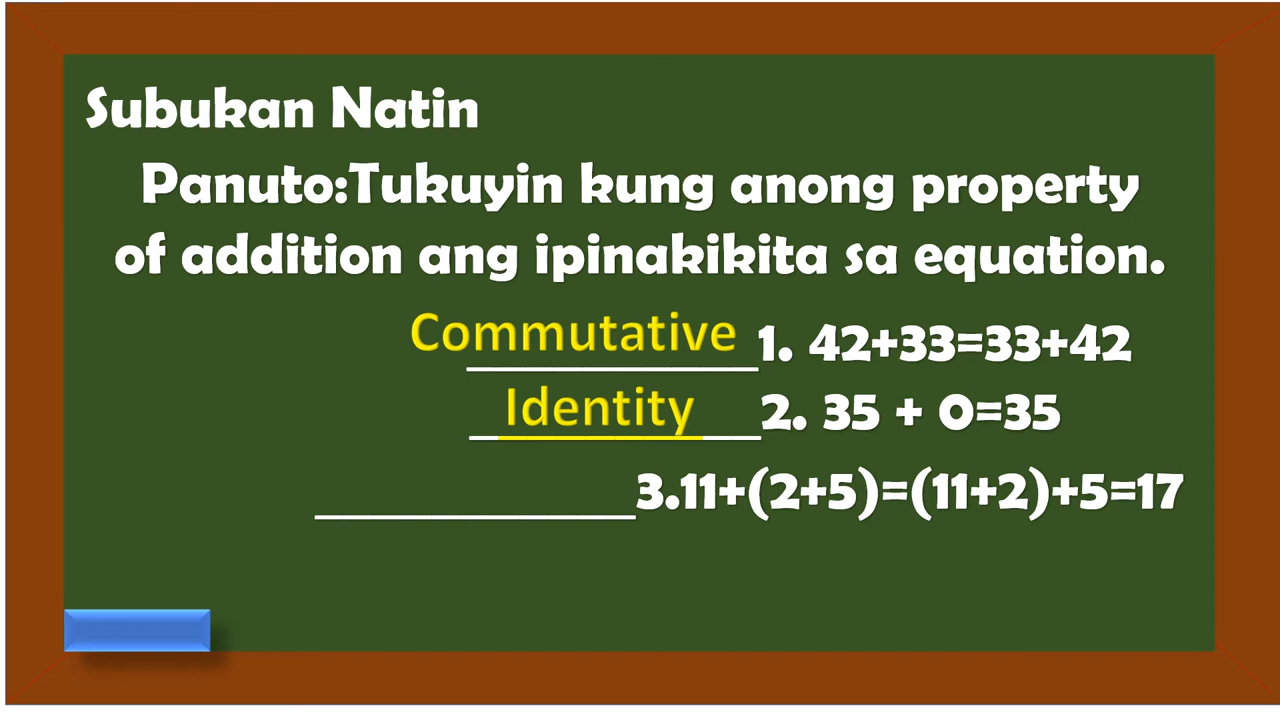 Subukan Natin
Panuto:Tukuyin kung anong property
of addition ang ipinakikita sa equation.
Commutative 1. 42+33=33+42
Identity 2. 35 + 0=35
____________3.11+(2+5)=(11+2)+5=17